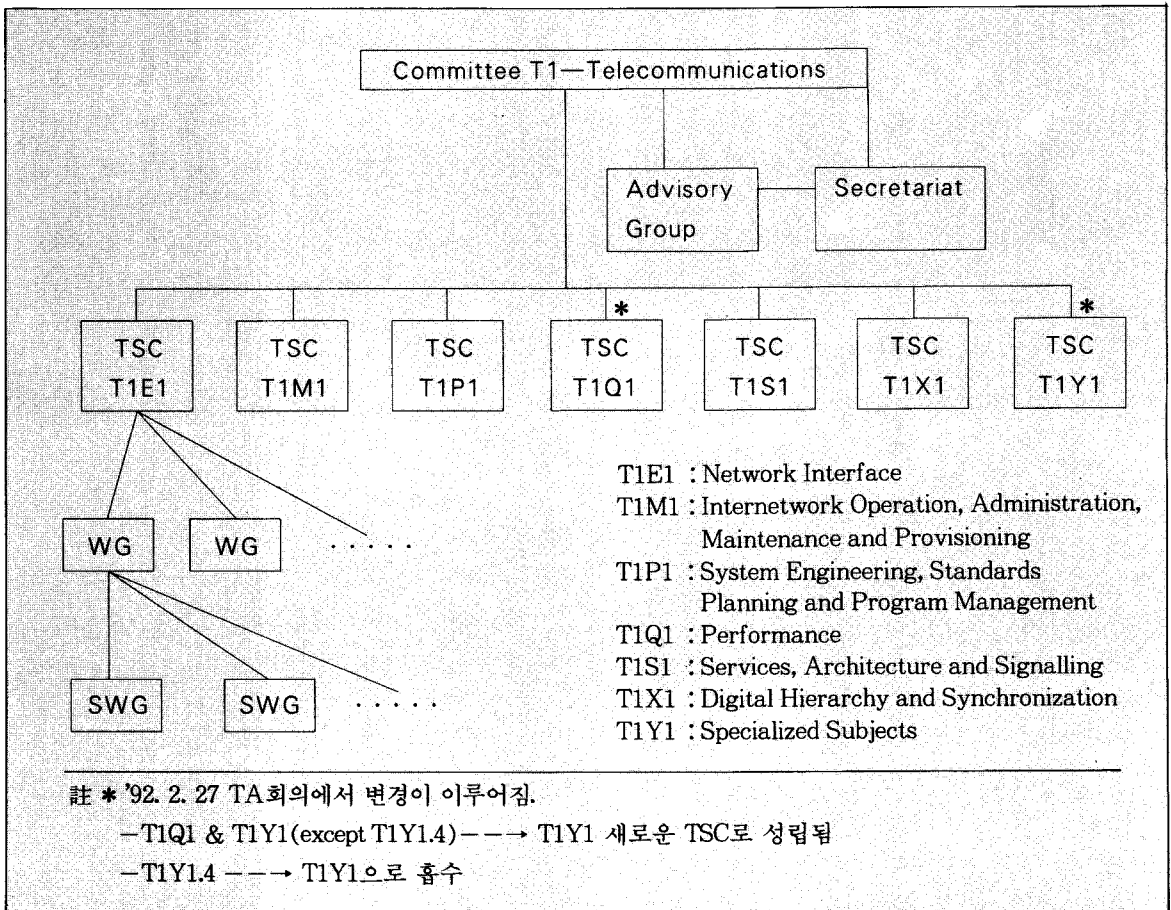 Committee T1—Telecommunications
Advisory
Group
Secretariat
* *
TSC TSC TSC TSC TSC TSC TSC
T1E1 T1M1 T1P1 T1Q1 T1S1 T1X1 T1Y1
T1E1 : Network Interface
T1M1 : Internetwork Operation, Administration,
Maintenance and Provisioning
WG WG . . . . .
T1P1 : System Engineering, Standards
Planning and Program Management
T1Q1 : Performance
T1S1 : Services, Architecture and Signalling
SWG SWG . . . . .
T1X1 : Digital Hierarchy and Synchronization
T1Y1 : Specialized Subjects
註 * '92. 2. 27 TA회의에서 변경이 이루어짐.
—T1Q1 & T1Y1(except T1Y1.4)——→ T1Y1 새로운 TSC로 성립됨
—T1Y1.4 ——→ T1Y1으로 흡수